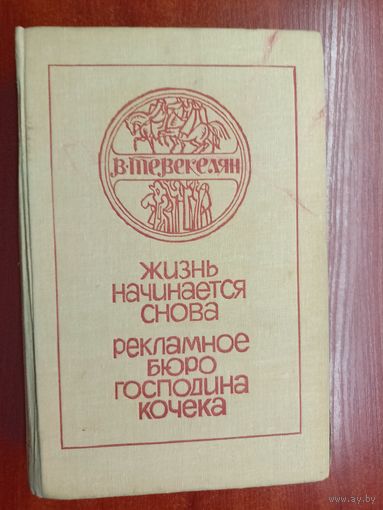 В. ТЕВЕКЕЛЯН
ЖИЗНЬ
НАЧИНАЕТСЯ
СНОВА
РЕКЛАМНОЕ
БЮРО
ГОСПОДИНА
КОЧЕКА
© www.ay.by